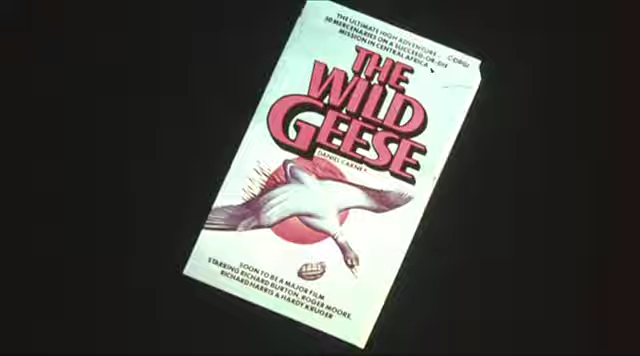 THE ULTIMATE HIGH ADVENTURE -
50 MERCENARIES ON A SUCCEED-OR-DIE
MISSION IN CENTRAL AFRICA
CORGI
THE
WILD
GEESE
DANIEL CARNEY
SOON TO BE A MAJOR FILM
STARRING RICHARD BURTON, ROGER MOORE,
RICHARD HARRIS & HARDY KRUGER